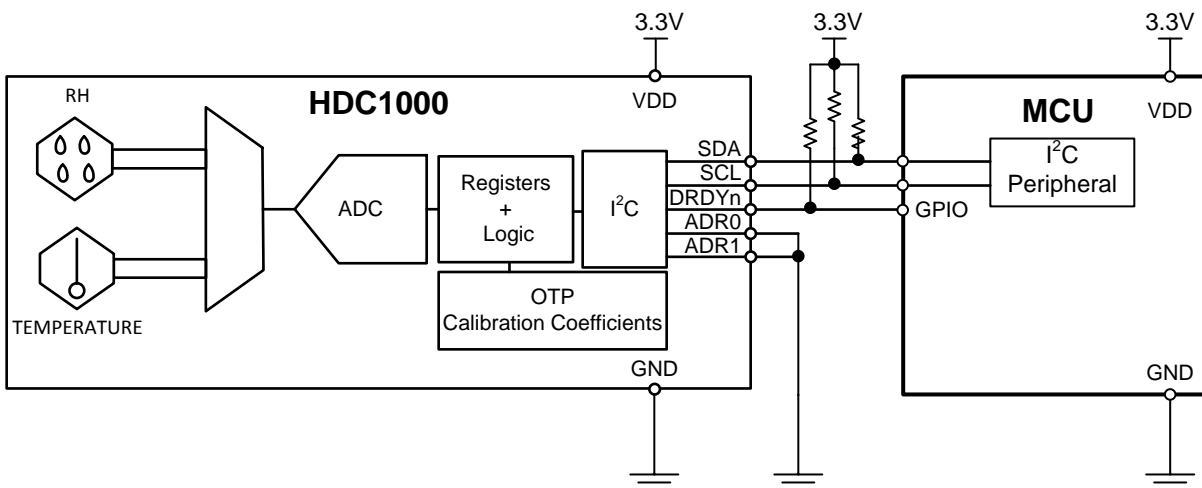 3.3V
3.3V
3.3V
HDC1000
MCU
RH
VDD
VDD
SDA
SCL
DRDYn
ADR0
ADR1
I²C
Peripheral
GPIO
ADC
Registers
+
Logic
I²C
OTP
Calibration Coefficients
TEMPERATURE
GND
GND